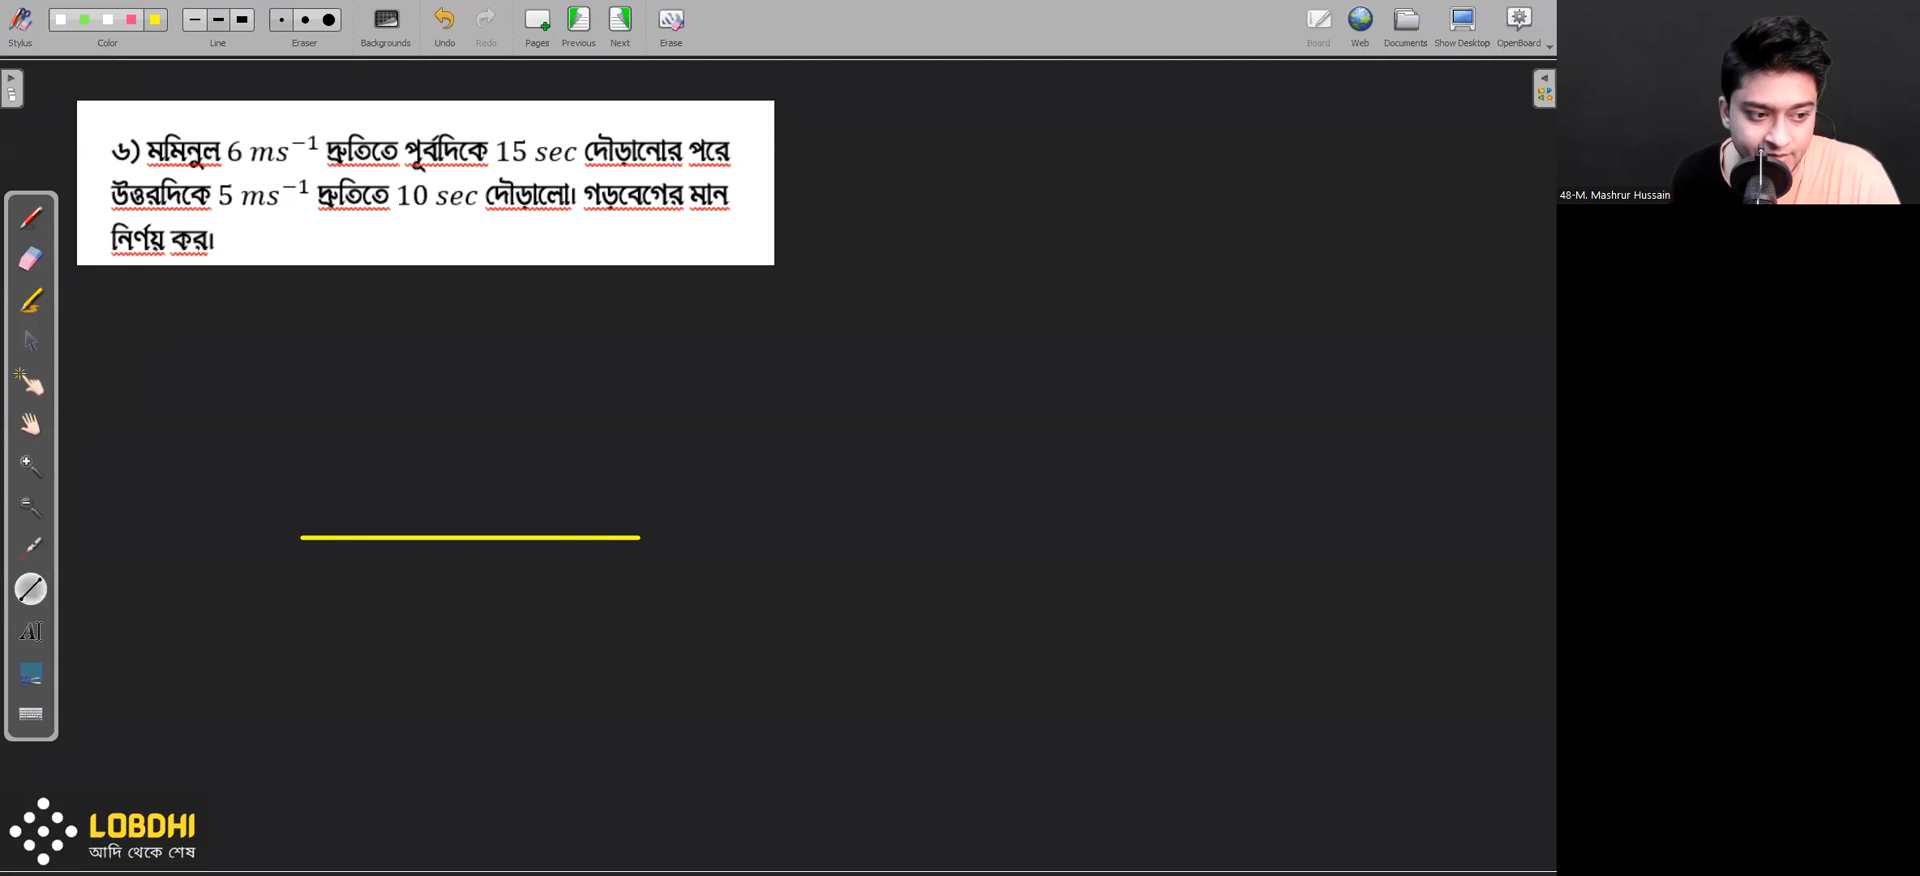 Stylus
Color
Line
Eraser
Backgrounds
Undo
Redo
Pages
Previous
Next
Erase
Board
Web
Documents
Show Desktop
OpenBoard
৬) মমিনুল 6 ms⁻¹ দ্রুতিতে পূর্বদিকে 15 sec দৌড়ানোর পরে
উত্তরদিকে 5 ms⁻¹ দ্রুতিতে 10 sec দৌড়ালো। গড়বেগের মান
নির্ণয় কর।
48-M. Mashrur Hussain
AI
LOBDHI
আদি থেকে শেষ